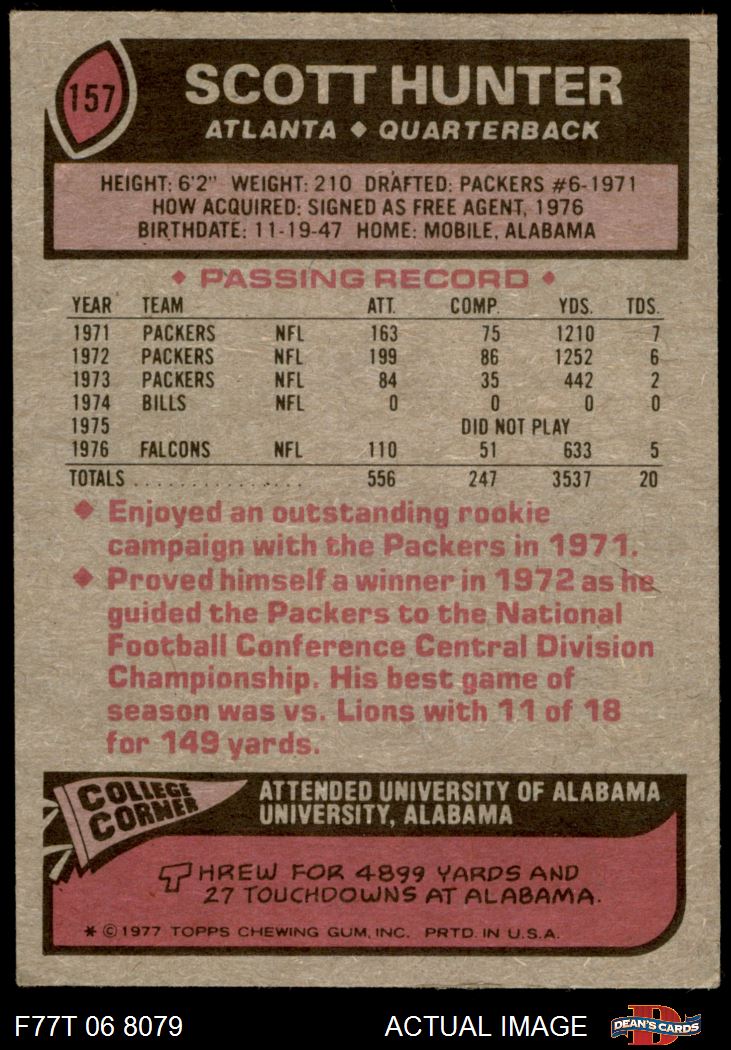 157
SCOTT HUNTER
ATLANTA ◆ QUARTERBACK
HEIGHT: 6'2" WEIGHT: 210 DRAFTED: PACKERS #6-1971
HOW ACQUIRED: SIGNED AS FREE AGENT, 1976
BIRTHDATE: 11-19-47 HOME: MOBILE, ALABAMA
◆ PASSING RECORD ◆
YEAR TEAM ATT. COMP. YDS. TDS.
1971 PACKERS NFL 163 75 1210 7
1972 PACKERS NFL 199 86 1252 6
1973 PACKERS NFL 84 35 442 2
1974 BILLS NFL 0 0 0 0
1975 DID NOT PLAY
1976 FALCONS NFL 110 51 633 5
TOTALS . . . . . . . . . . . . . . . 556 247 3537 20
◆ Enjoyed an outstanding rookie
campaign with the Packers in 1971.
◆ Proved himself a winner in 1972 as he
guided the Packers to the National
Football Conference Central Division
Championship. His best game of
season was vs. Lions with 11 of 18
for 149 yards.
COLLEGE
CORNER
ATTENDED UNIVERSITY OF ALABAMA
UNIVERSITY, ALABAMA
THREW FOR 4899 YARDS AND
27 TOUCHDOWNS AT ALABAMA.
* © 1977 TOPPS CHEWING GUM, INC. PRTD. IN U.S.A.
F77T 06 8079 ACTUAL IMAGE
D
DEAN'S CARDS